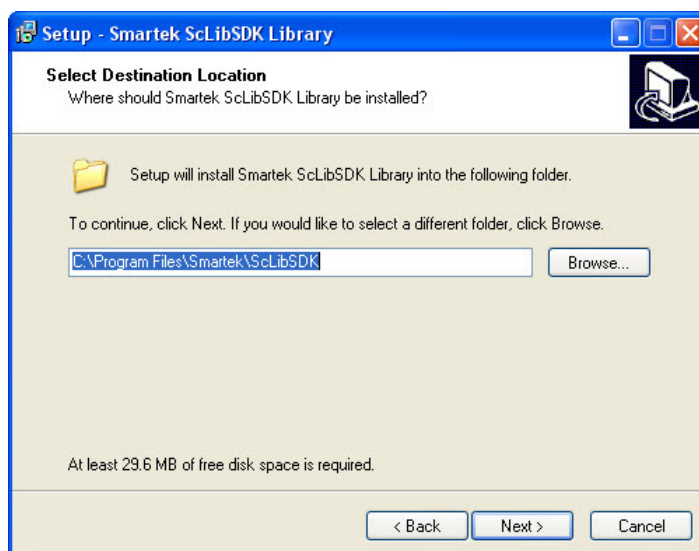 Setup - Smartek ScLibSDK Library
Select Destination Location
Where should Smartek ScLibSDK Library be installed?
Setup will install Smartek ScLibSDK Library into the following folder.
To continue, click Next. If you would like to select a different folder, click Browse.
C:\Program Files\Smartek\ScLibSDK
Browse...
At least 29.6 MB of free disk space is required.
< Back
Next >
Cancel